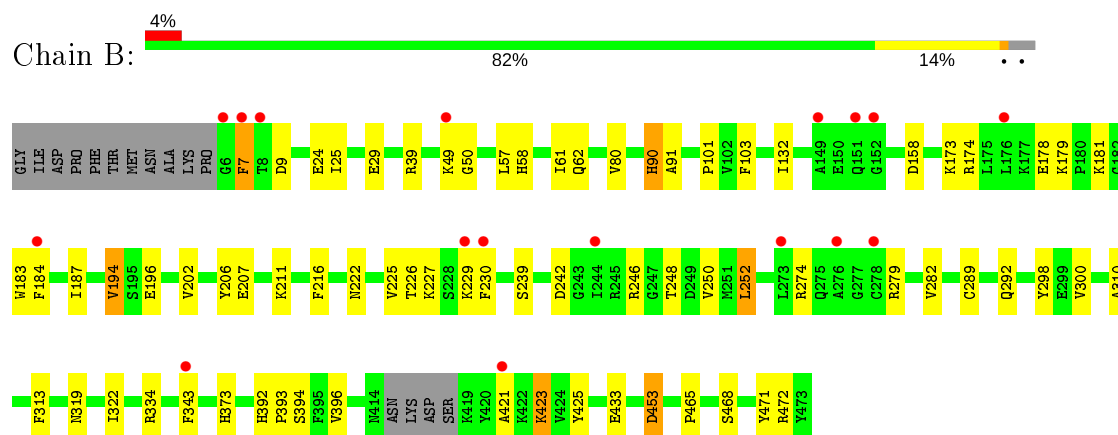 4%
Chain B:
82% 14% • •
GLY ILE ASP PRO PHE THR MET ASN ALA LYS PRO G6 F7 T8 D9 E24 I25 E29 R39 K49 G50 L57 H58 I61 Q62 V80 H90 A91 P101 V102 F103 I132 A149 E150 Q151 G152 D158 K173 R174 L175 L176 K177 E178 K179 P180 K181 G182
W183 F184 I187 V194 S195 E196 V202 Y206 E207 K211 F216 N222 V225 T226 K227 S228 K229 F230 S239 D242 G243 I244 R245 R246 G247 T248 D249 V250 M251 L252 L273 R274 Q275 A276 G277 C278 R279 V282 C289 Q292 Y298 E299 V300 A310
F313 N319 I322 R334 F343 H373 H392 P393 S394 F395 V396 N414 ASN LYS ASP SER K419 Y420 A421 K422 K423 V424 Y425 E433 D453 P465 S468 Y471 R472 Y473